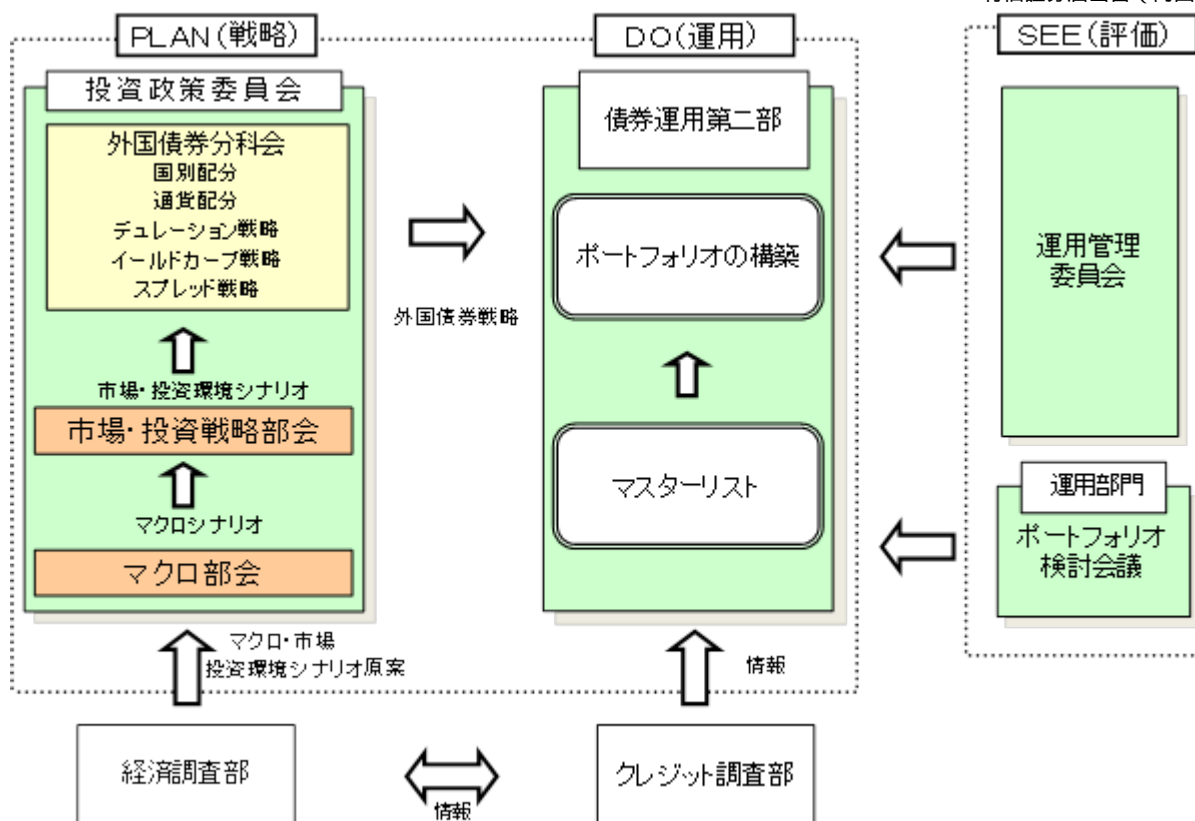 PLAN(戦略)
投資政策委員会
外国債券分科会
国別配分
通貨配分
デュレーション戦略
イールドカーブ戦略
スプレッド戦略
市場・投資環境シナリオ
市場・投資戦略部会
マクロシナリオ
マクロ部会
マクロ・市場
投資環境シナリオ原案
経済調査部
外国債券戦略
情報
DO(運用)
債券運用第二部
ポートフォリオの構築
マスターリスト
情報
クレジット調査部
SEE(評価)
運用管理
委員会
運用部門
ポートフォリオ
検討会議